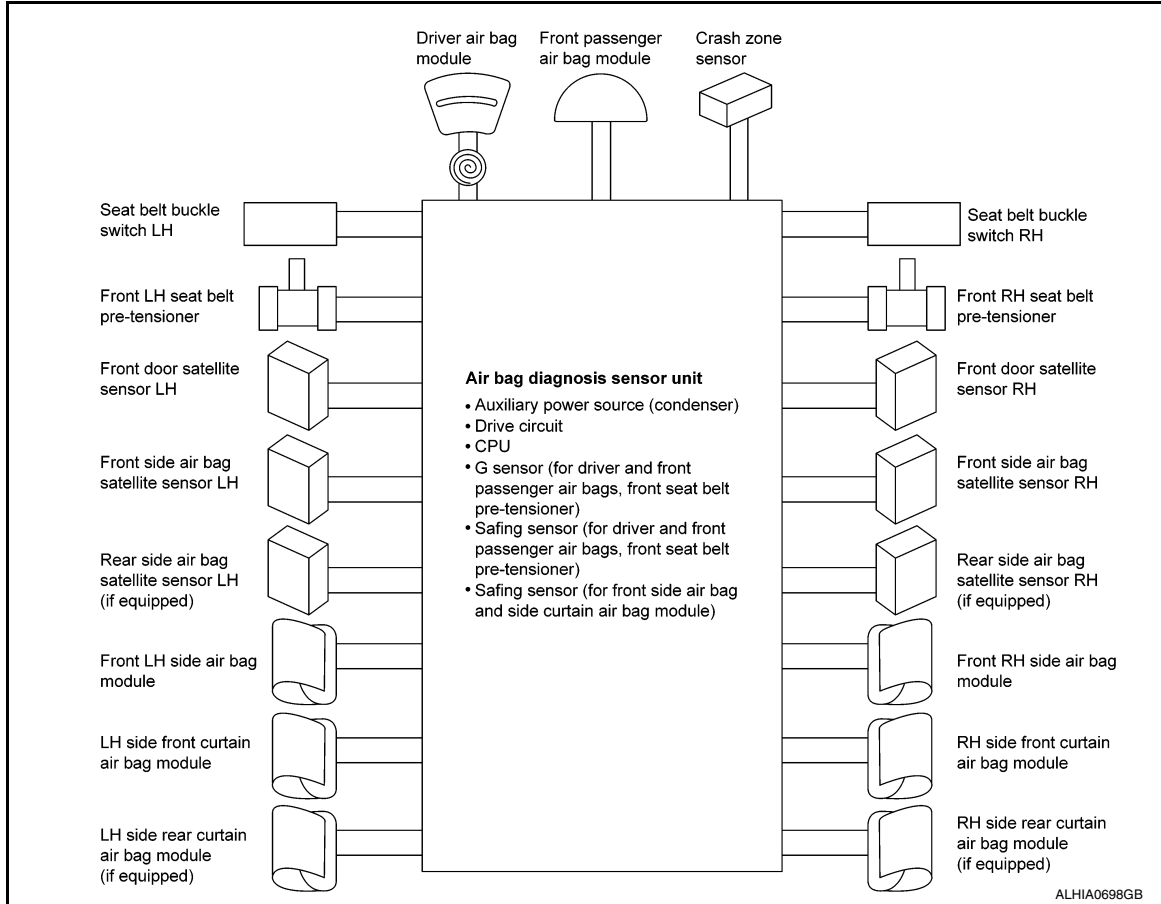 Driver air bag
module
Front passenger
air bag module
Crash zone
sensor
Seat belt buckle
switch LH
Front LH seat belt
pre-tensioner
Front door satellite
sensor LH
Front side air bag
satellite sensor LH
Rear side air bag
satellite sensor LH
(if equipped)
Front LH side air bag
module
LH side front curtain
air bag module
LH side rear curtain
air bag module
(if equipped)
Air bag diagnosis sensor unit
• Auxiliary power source (condenser)
• Drive circuit
• CPU
• G sensor (for driver and front
passenger air bags, front seat belt
pre-tensioner)
• Safing sensor (for driver and front
passenger air bags, front seat belt
pre-tensioner)
• Safing sensor (for front side air bag
and side curtain air bag module)
Seat belt buckle
switch RH
Front RH seat belt
pre-tensioner
Front door satellite
sensor RH
Front side air bag
satellite sensor RH
Rear side air bag
satellite sensor RH
(if equipped)
Front RH side air bag
module
RH side front curtain
air bag module
RH side rear curtain
air bag module
(if equipped)
ALHIA0698GB